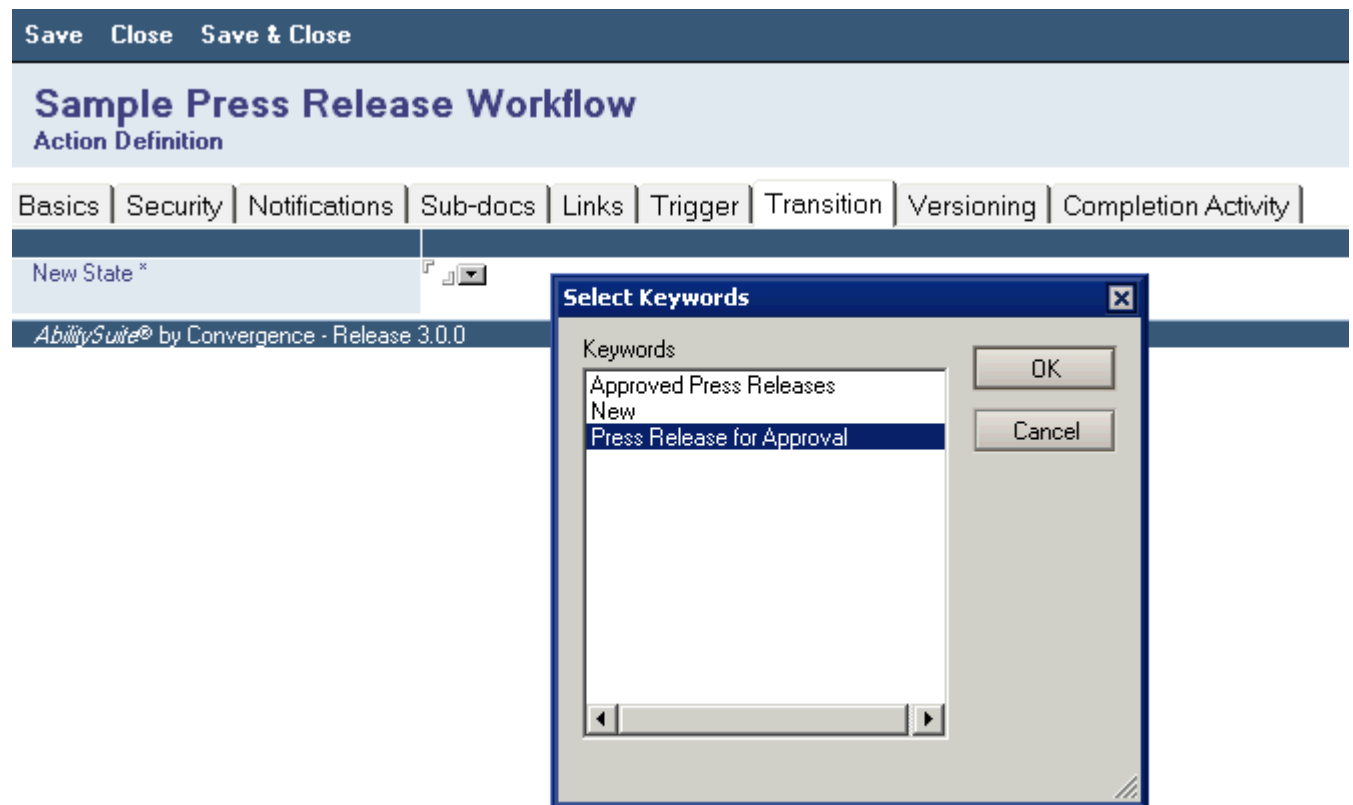 Save Close Save & Close
Sample Press Release Workflow
Action Definition
Basics Security Notifications Sub-docs Links Trigger Transition Versioning Completion Activity
New State *
Select Keywords
Keywords
Approved Press Releases
New
Press Release for Approval
OK
Cancel
AbilitySuite® by Convergence - Release 3.0.0